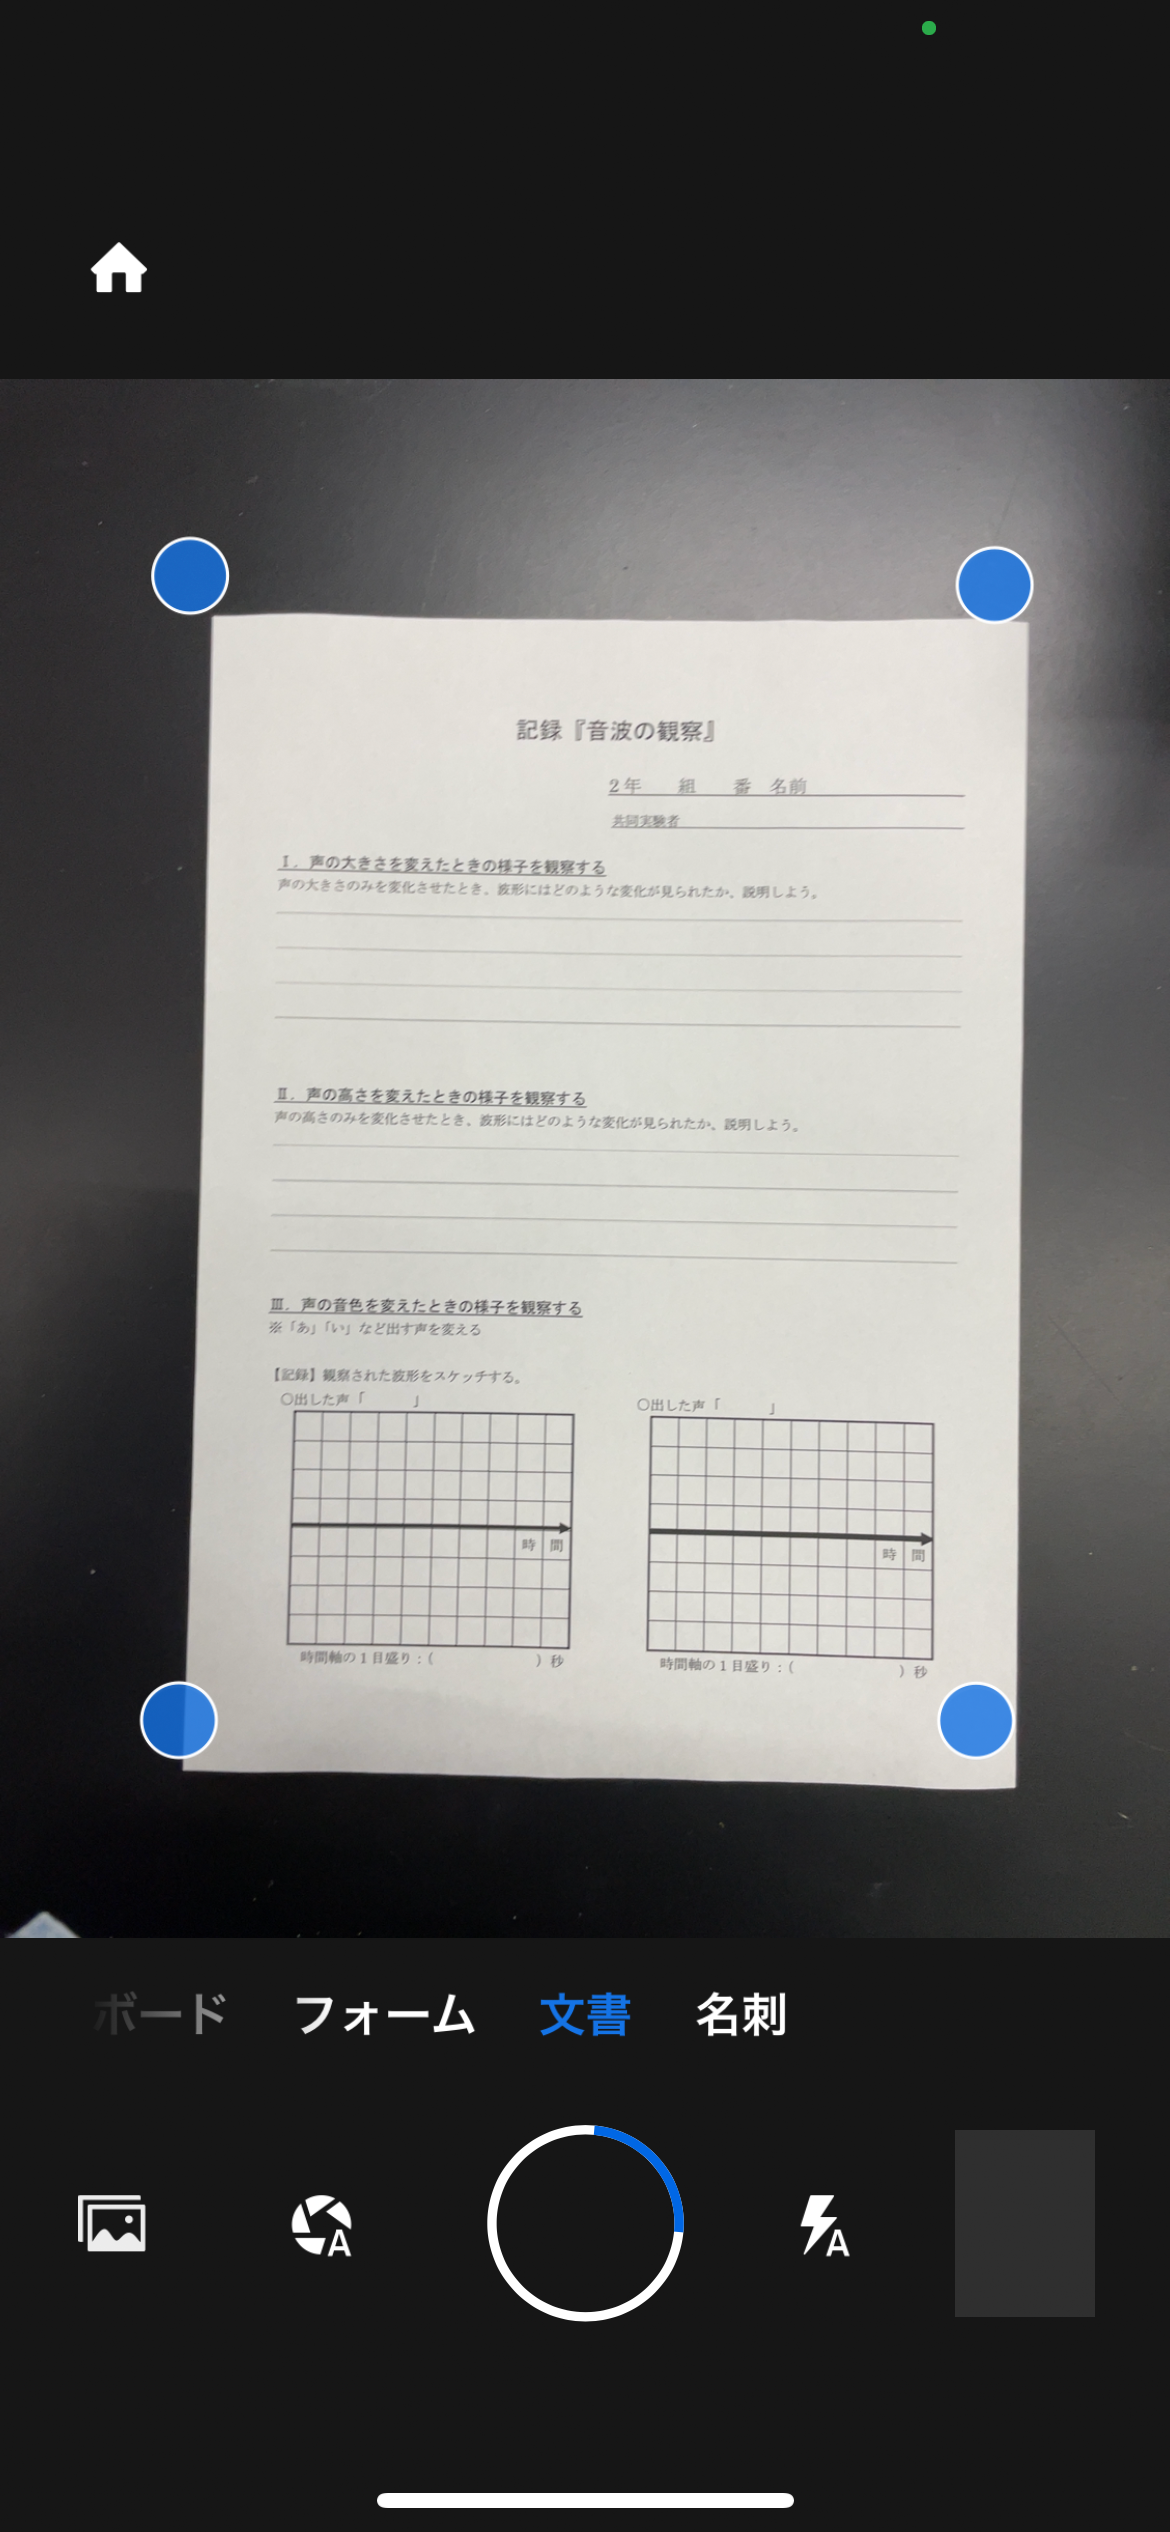 記録『音波の観察』
2年　組　番　名前
共同実験者
Ⅰ．声の大きさを変えたときの様子を観察する
声の大きさのみを変化させたとき、波形にはどのような変化が見られたか、説明しよう。
Ⅱ．声の高さを変えたときの様子を観察する
声の高さのみを変化させたとき、波形にはどのような変化が見られたか、説明しよう。
Ⅲ．声の音色を変えたときの様子を観察する
※「あ」「い」など出す声を変える
【記録】観察された波形をスケッチする。
○出した声「　　　」
時間
時間軸の1目盛り：（　　　　　）秒
○出した声「　　　」
時間
時間軸の1目盛り：（　　　　　）秒
ボード　フォーム　文書　名刺
A　A